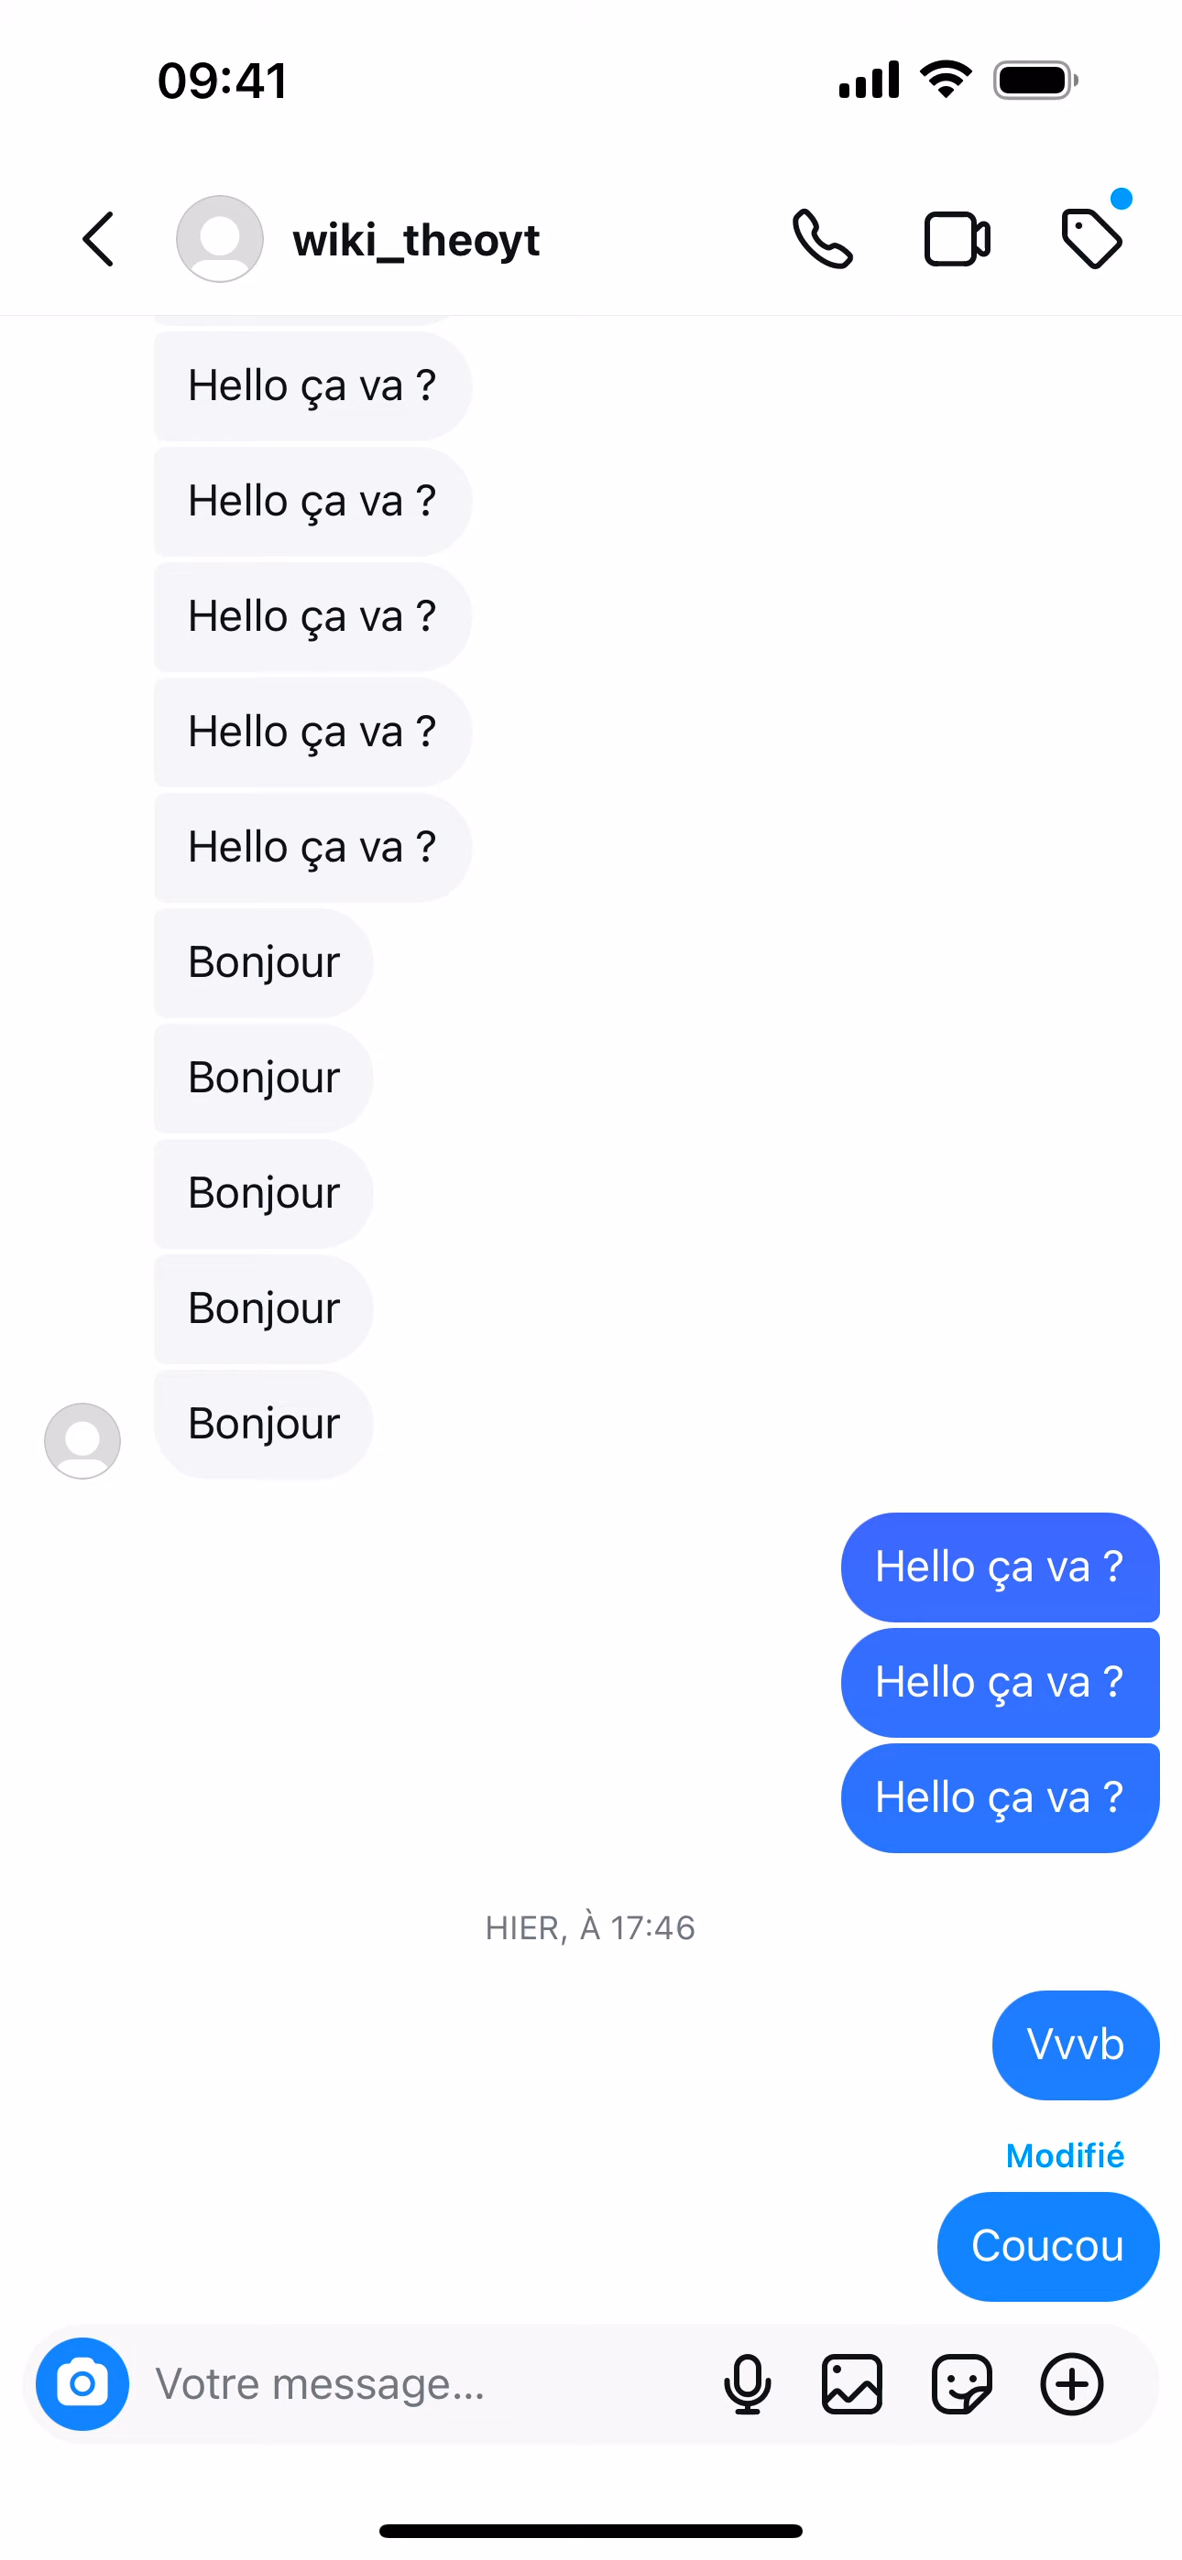 09:41
wiki_theoyt
Hello ça va ?
Hello ça va ?
Hello ça va ?
Hello ça va ?
Hello ça va ?
Bonjour
Bonjour
Bonjour
Bonjour
Bonjour
Hello ça va ?
Hello ça va ?
Hello ça va ?
HIER, À 17:46
Vvvb
Modifié
Coucou
Votre message...